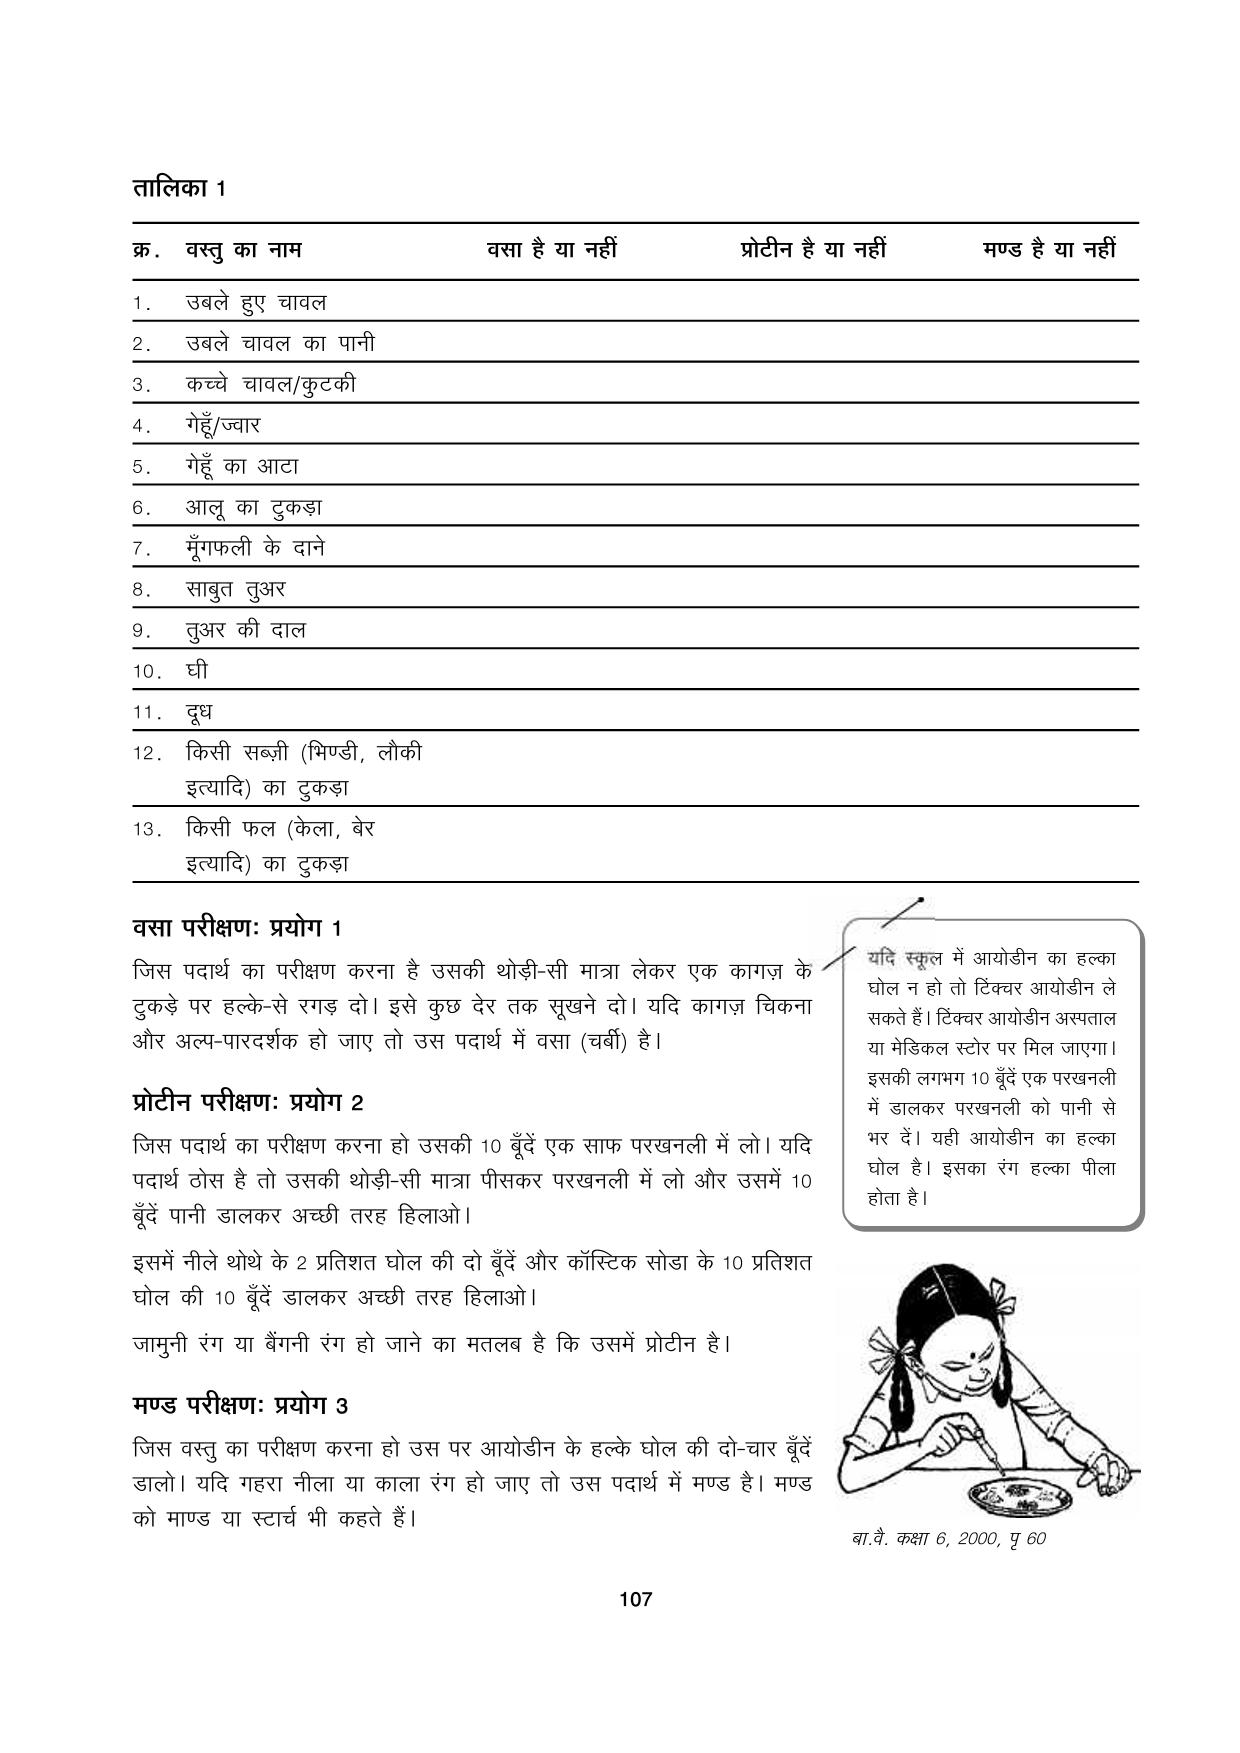 तालिका 1
क्र. वस्तु का नाम वसा है या नहीं प्रोटीन है या नहीं मण्ड है या नहीं
1. उबले हुए चावल
2. उबले चावल का पानी
3. कच्चे चावल/कुटकी
4. गेहूँ/ज्वार
5. गेहूँ का आटा
6. आलू का टुकड़ा
7. मूँगफली के दाने
8. साबुत तुअर
9. तुअर की दाल
10. घी
11. दूध
12. किसी सब्ज़ी (भिण्डी, लौकी
इत्यादि) का टुकड़ा
13. किसी फल (केला, बेर
इत्यादि) का टुकड़ा
वसा परीक्षण: प्रयोग 1
जिस पदार्थ का परीक्षण करना है उसकी थोड़ी-सी मात्रा लेकर एक कागज़ के
टुकड़े पर हल्के-से रगड़ दो। इसे कुछ देर तक सूखने दो। यदि कागज़ चिकना
और अल्प-पारदर्शक हो जाए तो उस पदार्थ में वसा (चर्बी) है।
प्रोटीन परीक्षण: प्रयोग 2
जिस पदार्थ का परीक्षण करना हो उसकी 10 बूँदें एक साफ परखनली में लो। यदि
पदार्थ ठोस है तो उसकी थोड़ी-सी मात्रा पीसकर परखनली में लो और उसमें 10
बूँदें पानी डालकर अच्छी तरह हिलाओ।
इसमें नीले थोथे के 2 प्रतिशत घोल की दो बूँदें और कॉस्टिक सोडा के 10 प्रतिशत
घोल की 10 बूँदें डालकर अच्छी तरह हिलाओ।
जामुनी रंग या बैंगनी रंग हो जाने का मतलब है कि उसमें प्रोटीन है।
मण्ड परीक्षण: प्रयोग 3
जिस वस्तु का परीक्षण करना हो उस पर आयोडीन के हल्के घोल की दो-चार बूँदें
डालो। यदि गहरा नीला या काला रंग हो जाए तो उस पदार्थ में मण्ड है। मण्ड
को माण्ड या स्टार्च भी कहते हैं।
यदि स्कूल में आयोडीन का हल्का
घोल न हो तो टिंक्चर आयोडीन ले
सकते हैं। टिंक्चर आयोडीन अस्पताल
या मेडिकल स्टोर पर मिल जाएगा।
इसकी लगभग 10 बूँदें एक परखनली
में डालकर परखनली को पानी से
भर दें। यही आयोडीन का हल्का
घोल है। इसका रंग हल्का पीला
होता है।
बा.वै. कक्षा 6, 2000, पृ 60
107